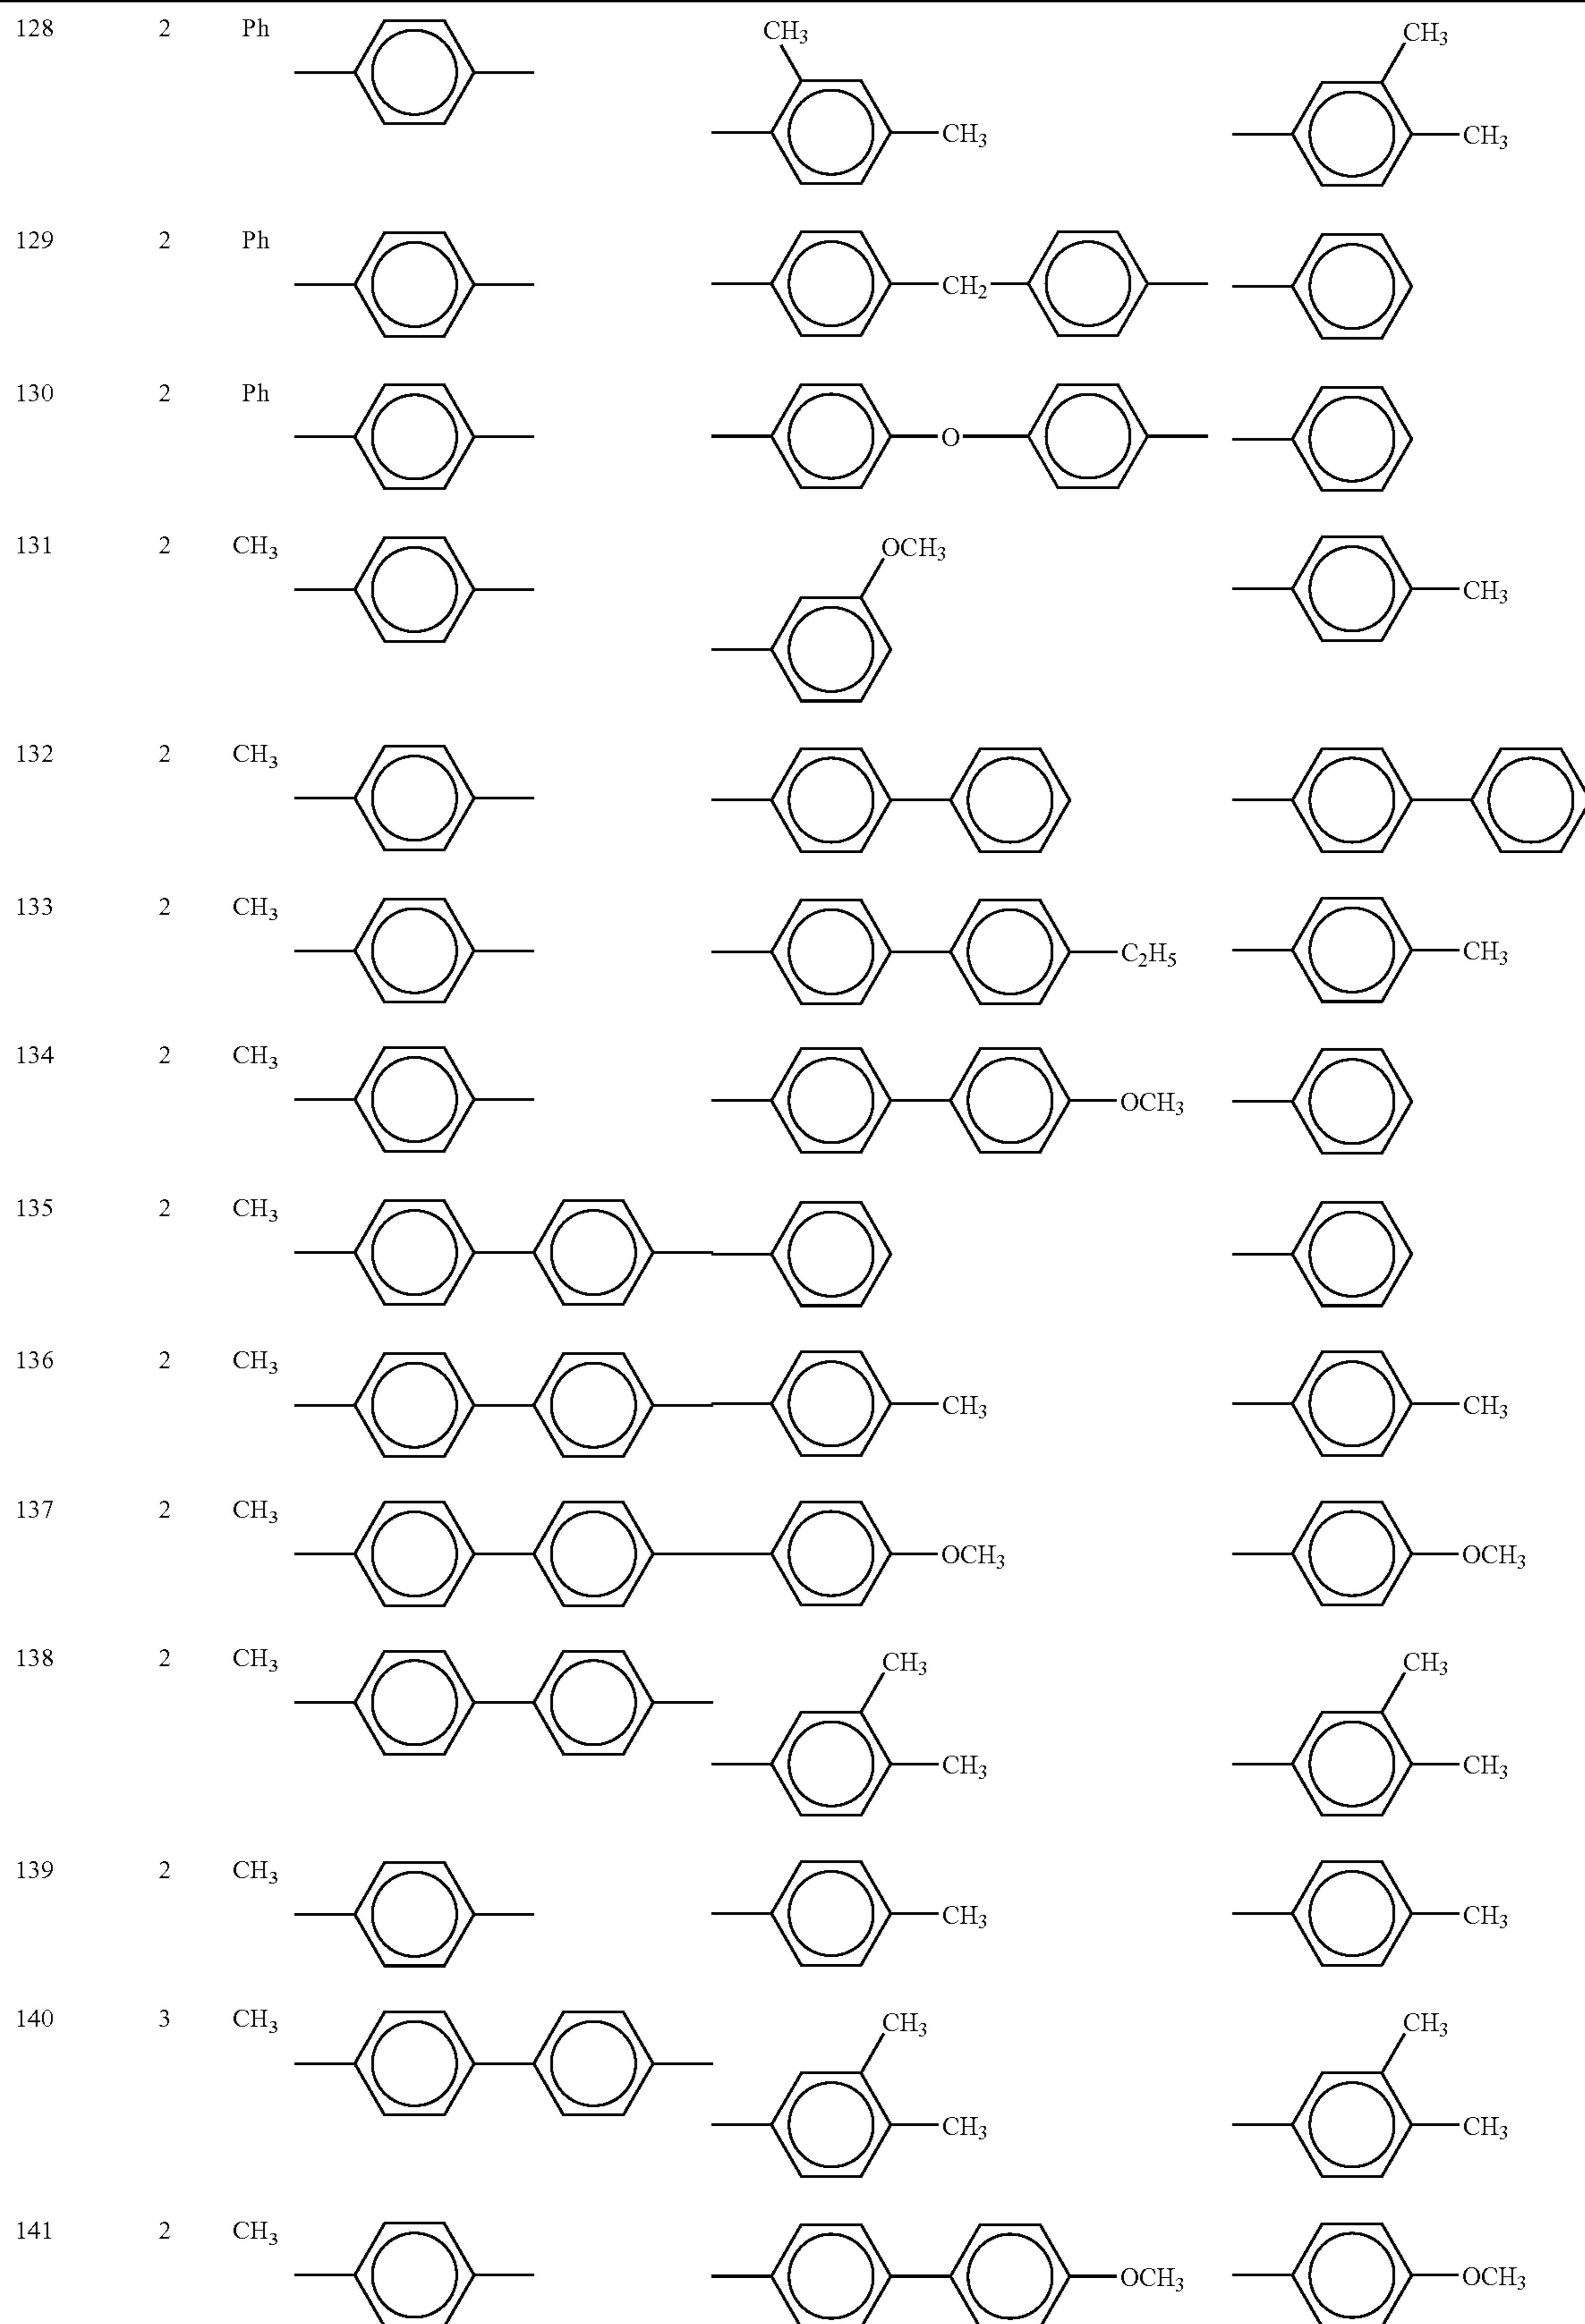 128 2 Ph CH3 CH3
CH3 CH3
129 2 Ph
CH2
130 2 Ph
O
131 2 CH3 OCH3
CH3
132 2 CH3
133 2 CH3
C2H5 CH3
134 2 CH3
OCH3
135 2 CH3
136 2 CH3
CH3 CH3
137 2 CH3
OCH3 OCH3
138 2 CH3 CH3 CH3
CH3 CH3
139 2 CH3
CH3 CH3
140 3 CH3 CH3 CH3
CH3 CH3
141 2 CH3
OCH3 OCH3